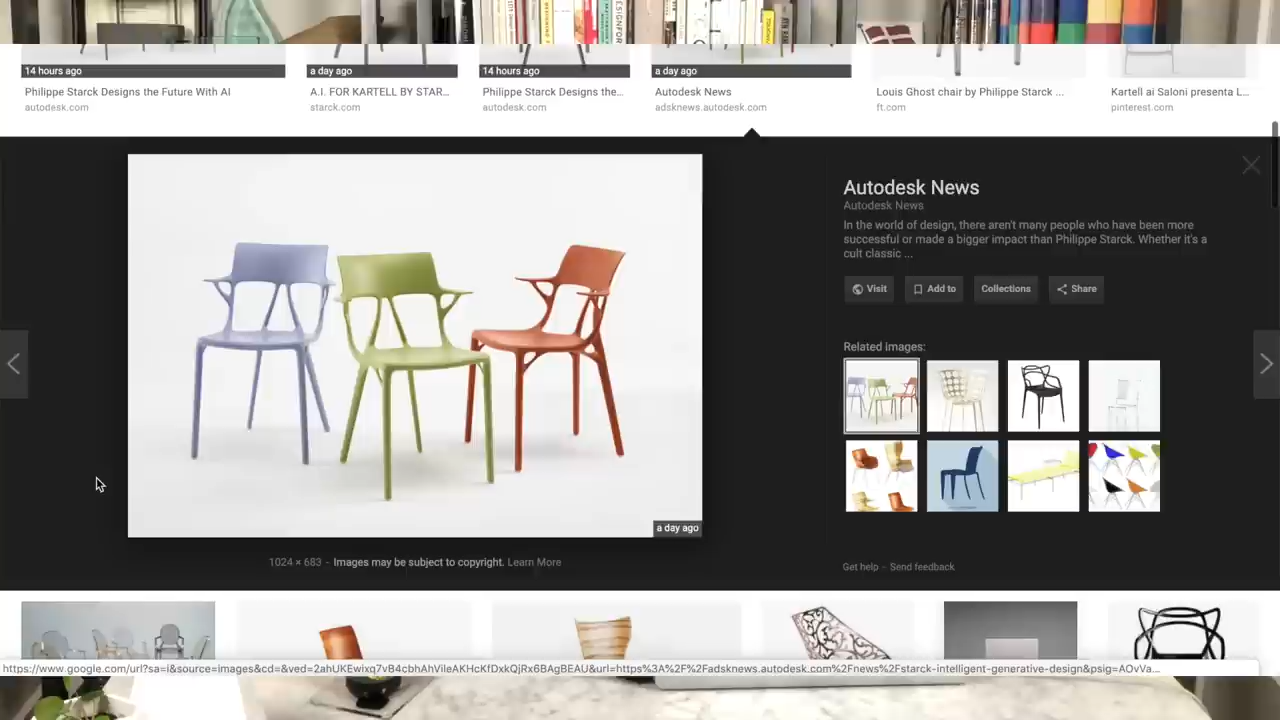 DESIGNFOR
14 hours ago
a day ago
14 hours ago
a day ago
Philippe Starck Designs the Future With AI
autodesk.com
A.I. FOR KARTELL BY STAR...
starck.com
Philippe Starck Designs the...
autodesk.com
Autodesk News
adsknews.autodesk.com
Louis Ghost chair by Philippe Starck ...
ft.com
Kartell ai Saloni presenta L...
pinterest.com
a day ago
1024 × 683 - Images may be subject to copyright. Learn More
Autodesk News
Autodesk News
In the world of design, there aren't many people who have been more
successful or made a bigger impact than Philippe Starck. Whether it's a
cult classic ...
Visit
Add to
Collections
Share
Related images:
Get help - Send feedback
https://www.google.com/url?sa=i&source=images&cd=&ved=2ahUKEwixq7vB4cbhAhVileAKHcKfDxkQjRx6BAgBEAU&url=https%3A%2F%2Fadsknews.autodesk.com%2Fnews%2Fstarck-intelligent-generative-design&psig=AOvVa...